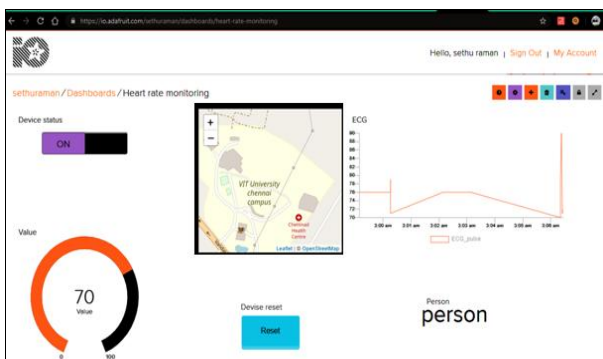 https://io.adafruit.com/sethuraman/dashboards/heart-rate-monitoring
Hello, sethu raman | Sign Out | My Account
sethuraman / Dashboards / Heart rate monitoring
Device status
ON
+
−
VIT University
chennai
campus
Chettinad
Health
Centre
Leaflet | © OpenStreetMap
ECG
90
88
86
84
82
80
78
76
74
72
70
3:00 am 3:01 am 3:02 am 3:03 am 3:04 am 3:05 am 3:06 am
ECG_pulse
Value
70
Value
0 100
Devise reset
Reset
Person
person